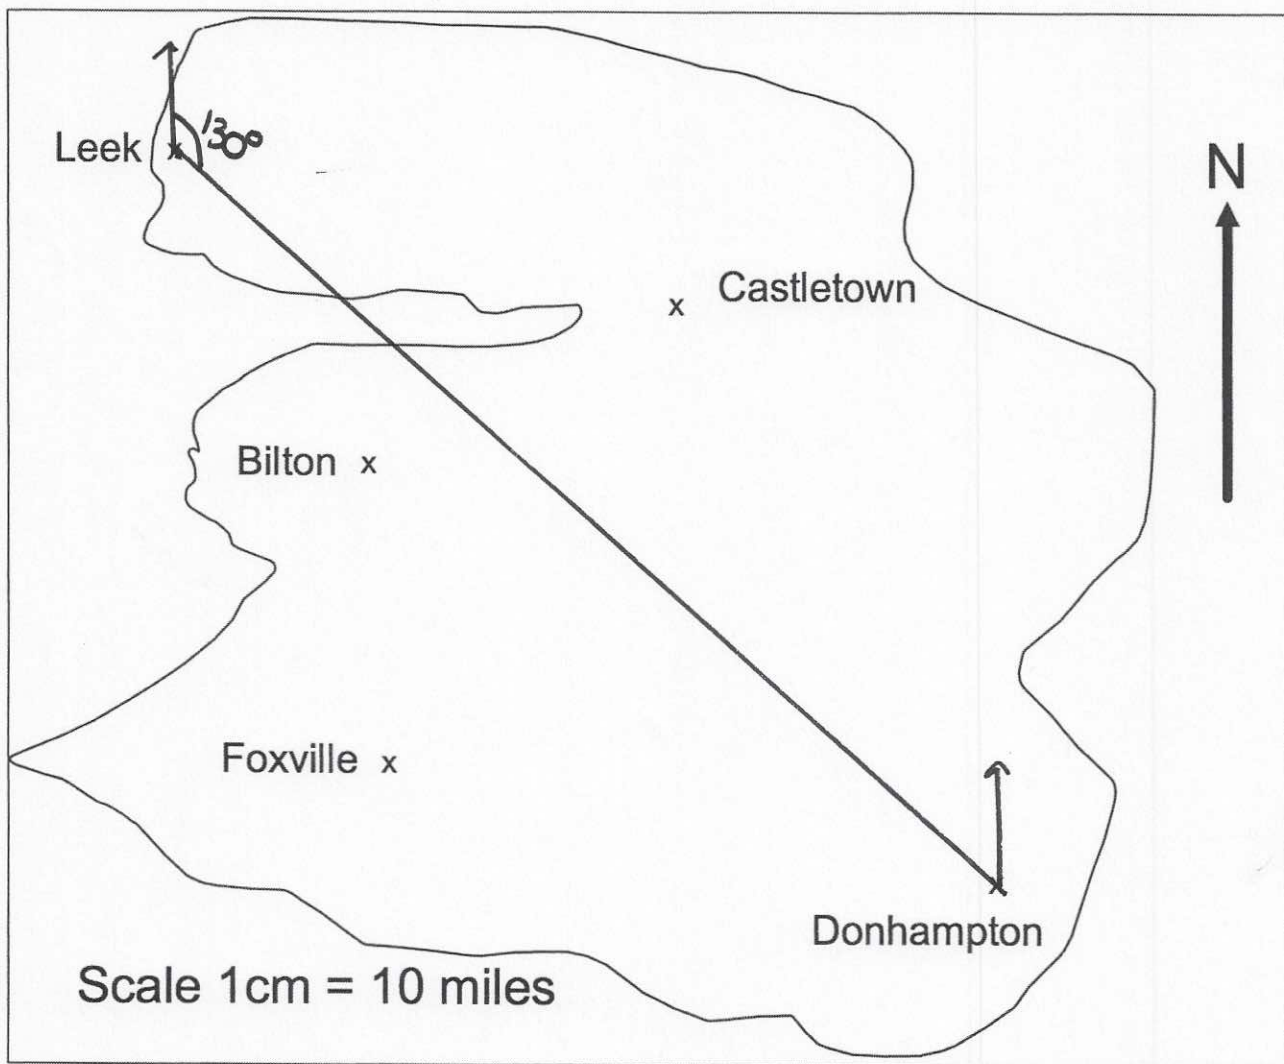 Leek
130°
N
Castletown
Bilton
Foxville
Donhampton
Scale 1cm = 10 miles